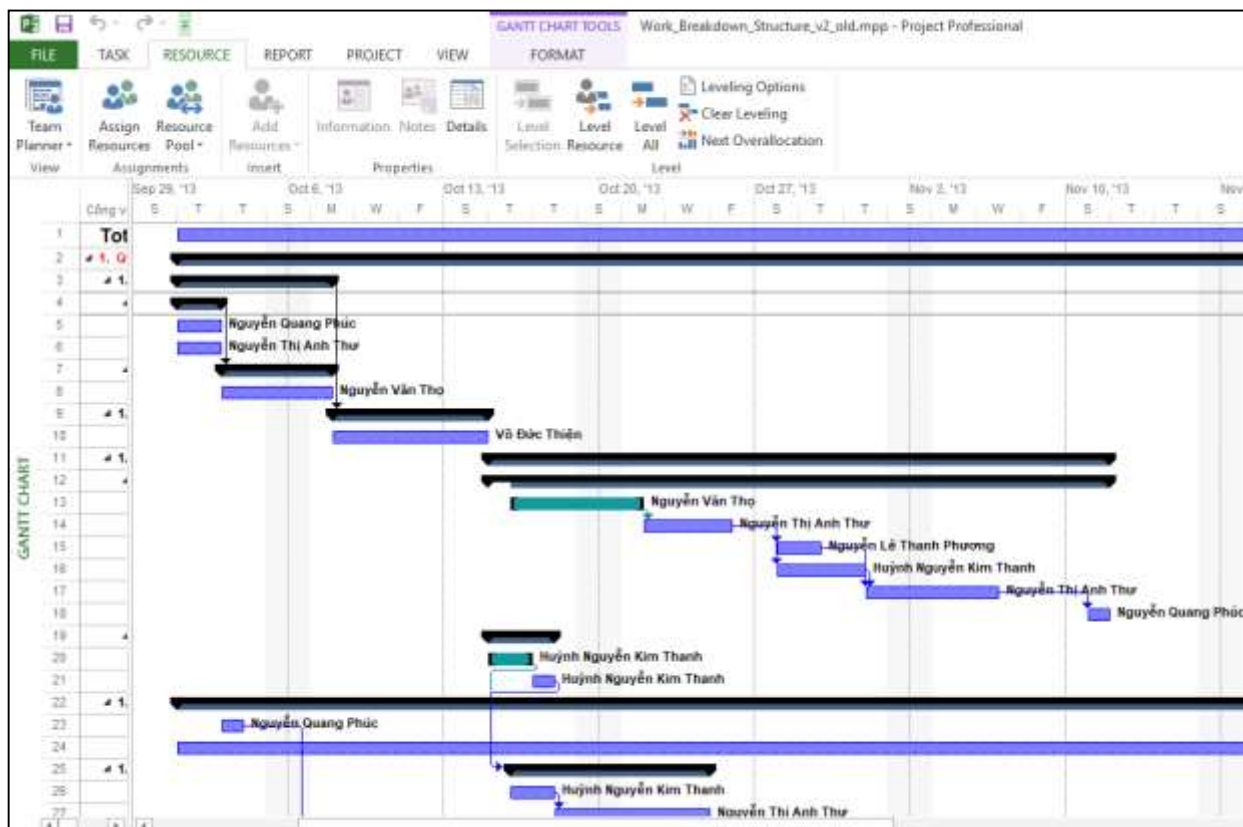 GANTT CHART TOOLS Work_Breakdown_Structure_v2_old.mpp - Project Professional
FILE TASK RESOURCE REPORT PROJECT VIEW FORMAT
Team Planner Assign Resources Resource Pool Add Resources Information Notes Details Level Selection Level Resource Level All
Leveling Options
Clear Leveling
Next Overallocation
View Assignments Insert Properties Level
Sep 29, '13 Oct 6, '13 Oct 13, '13 Oct 20, '13 Oct 27, '13 Nov 3, '13 Nov 10, '13 Nov
Công v S T T S M W F S T T S M W F S T T S M W F S T T S
1 Tot
2 1. Q
3 1.
4
5 Nguyễn Quang Phúc
6 Nguyễn Thị Anh Thư
7
8 Nguyễn Văn Thọ
9 1.
10 Võ Đức Thiện
11 1.
12
13 Nguyễn Văn Thọ
14 Nguyễn Thị Anh Thư
15 Nguyễn Lê Thanh Phương
16 Huỳnh Nguyễn Kim Thanh
17 Nguyễn Thị Anh Thư
18 Nguyễn Quang Phúc
19
20 Huỳnh Nguyễn Kim Thanh
21 Huỳnh Nguyễn Kim Thanh
22 1.
23 Nguyễn Quang Phúc
24
25 1.
26 Huỳnh Nguyễn Kim Thanh
27 Nguyễn Thị Anh Thư
GANTT CHART